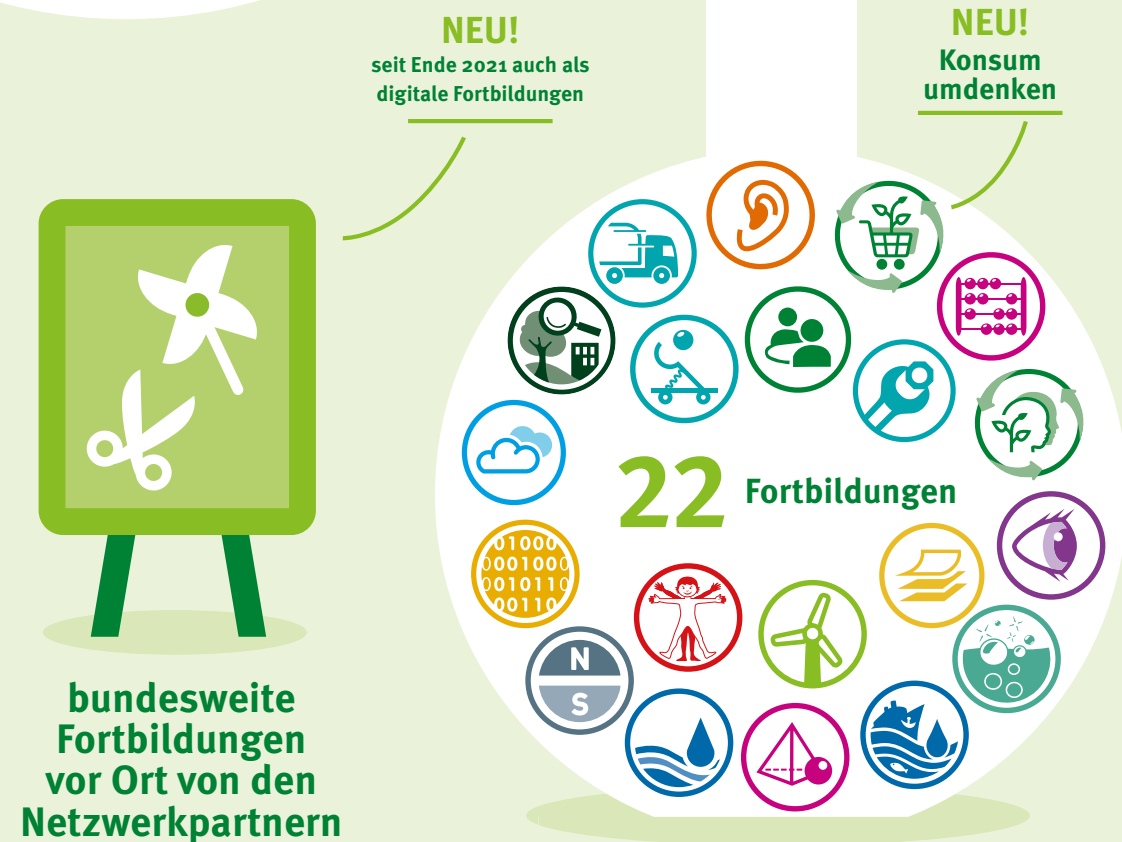 NEU!
seit Ende 2021 auch als
digitale Fortbildungen
NEU!
Konsum
umdenken
22 Fortbildungen
01000
0001000
0010110
00110
N
S
bundesweite
Fortbildungen
vor Ort von den
Netzwerkpartnern